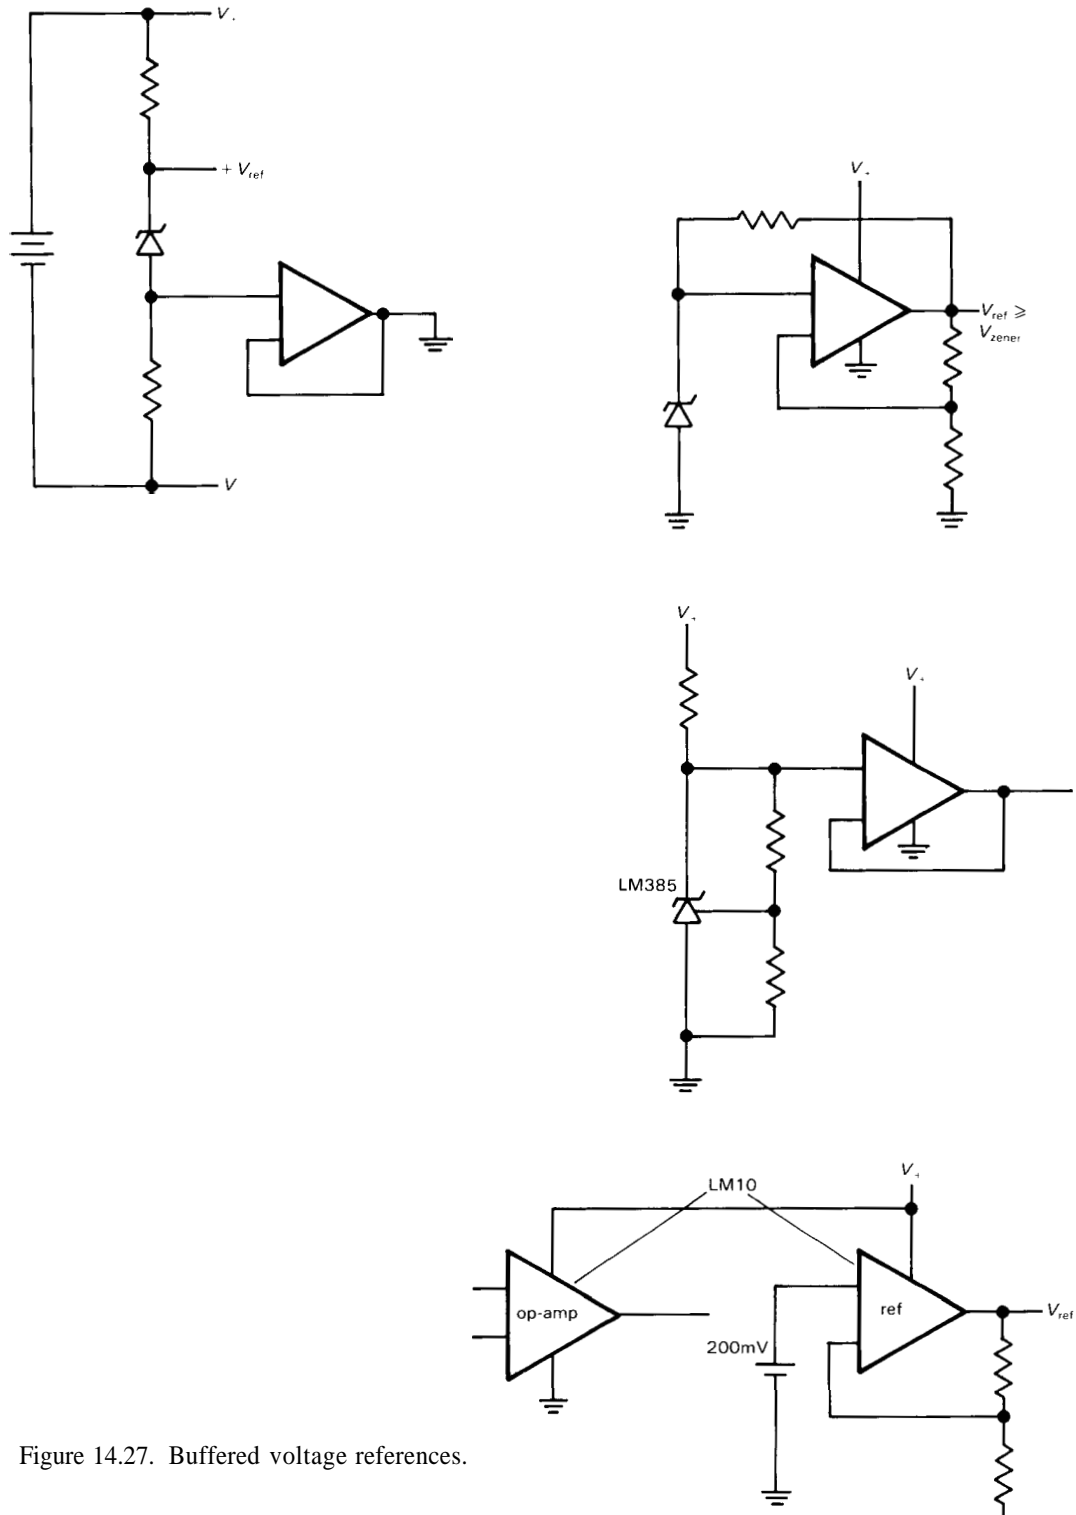 V.
+ Vref
V
V-
Vref ⩾
Vzener
V+
V+
LM385
LM10
V+
op-amp
ref
Vref
200mV
Figure 14.27. Buffered voltage references.